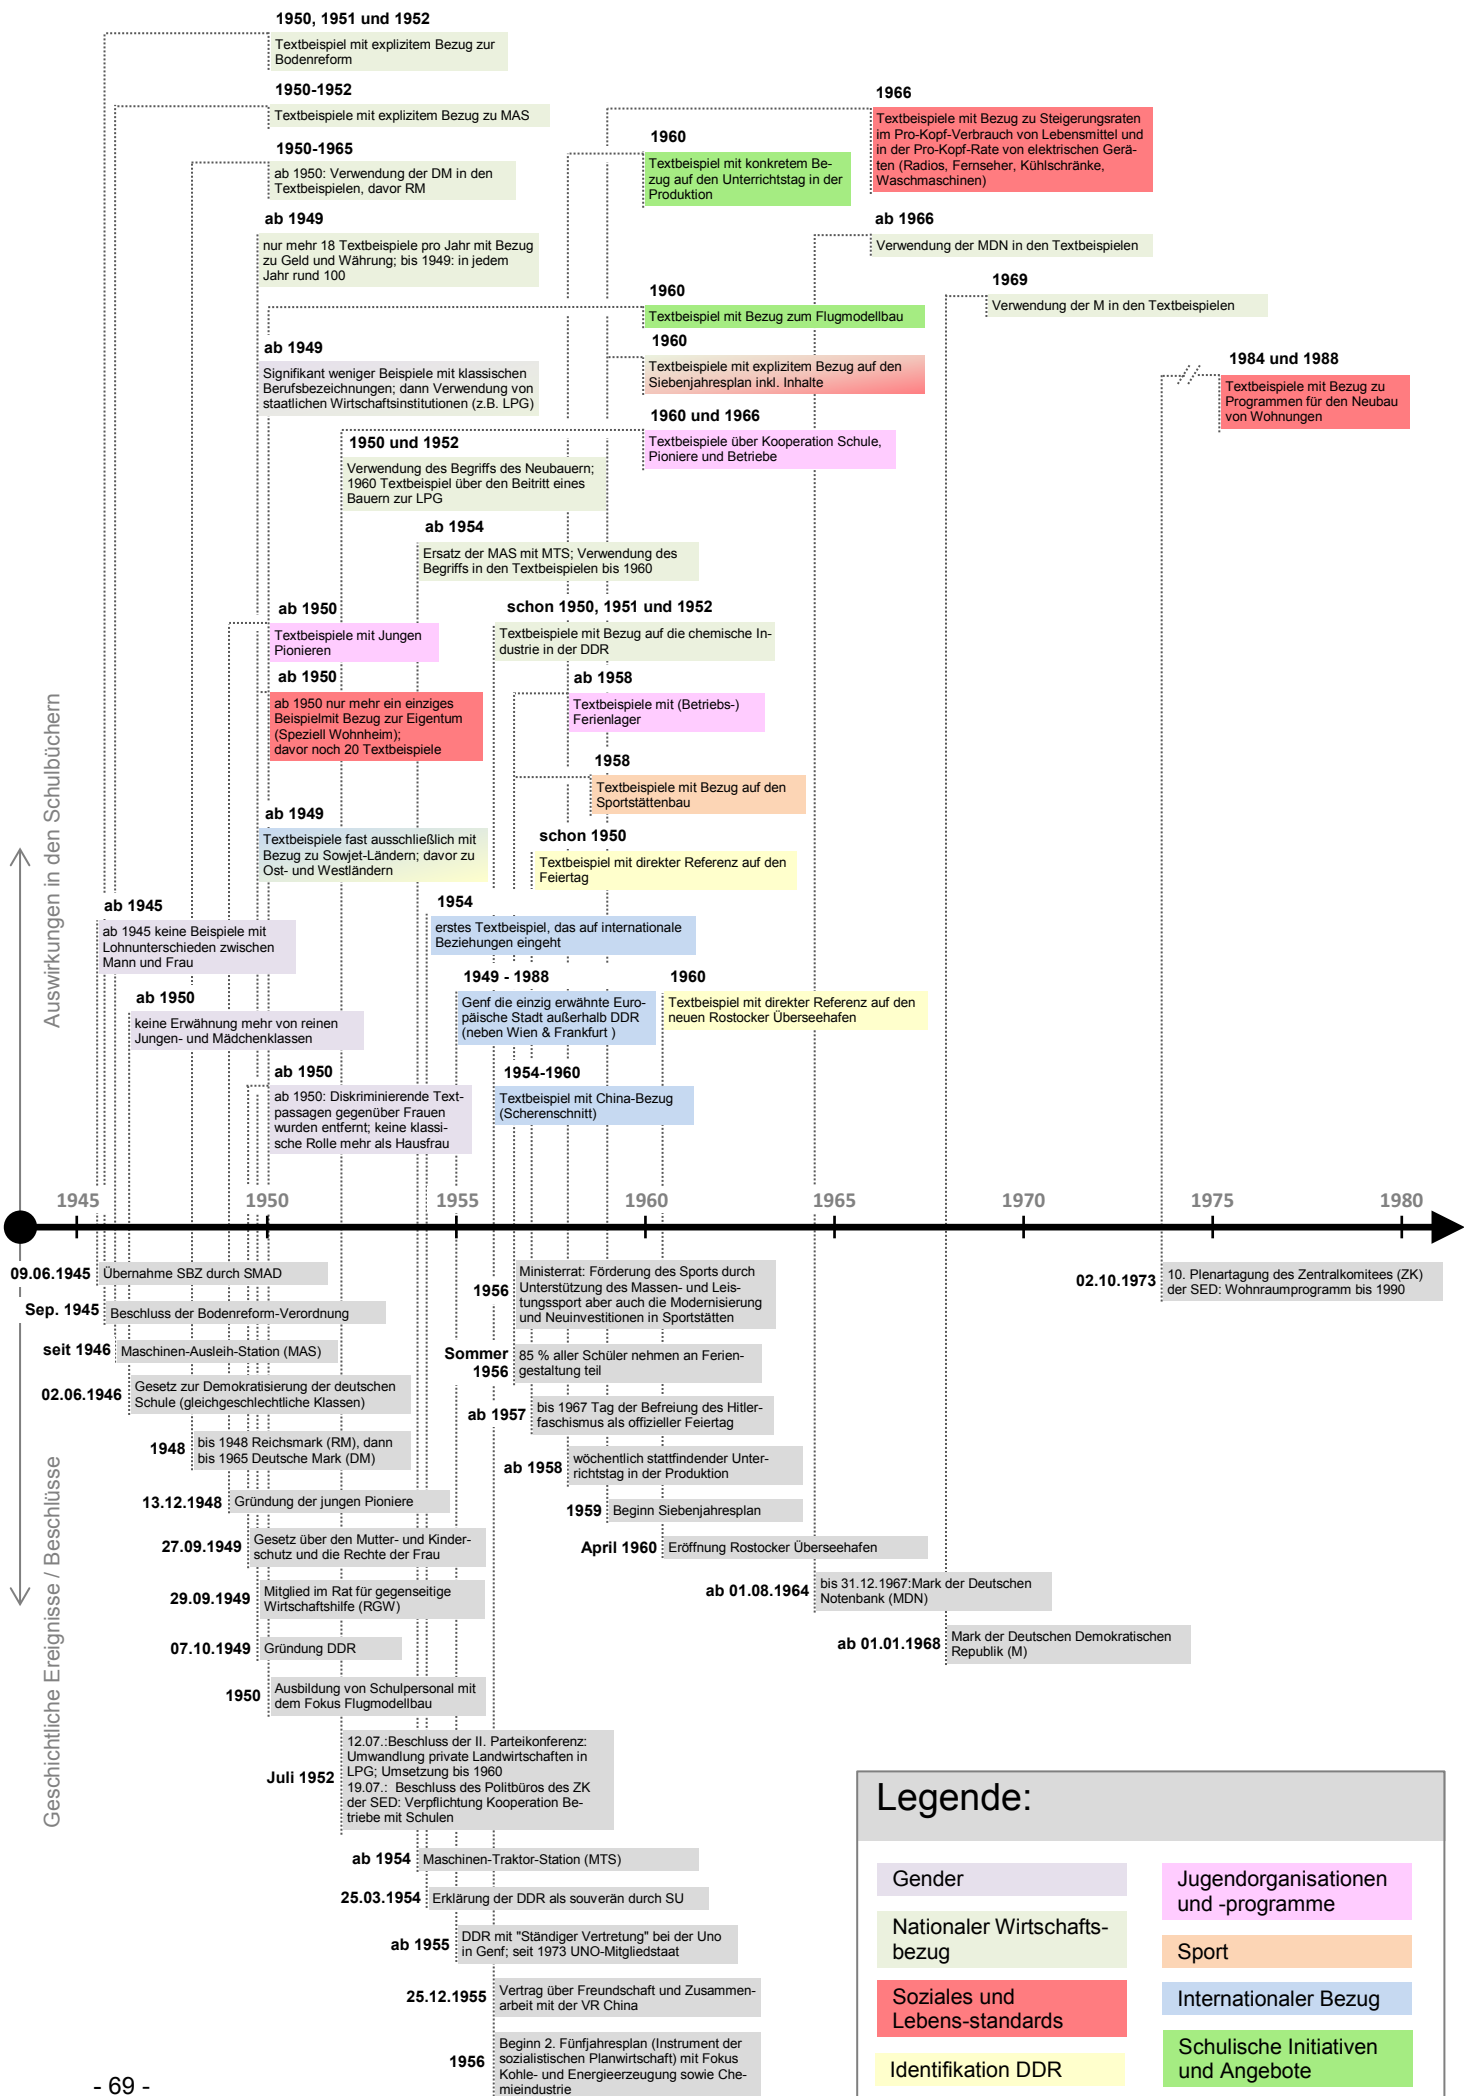 1950, 1951 und 1952
Textbeispiel mit explizitem Bezug zur
Bodenreform
1950-1952
Textbeispiele mit explizitem Bezug zu MAS
1950-1965
ab 1950: Verwendung der DM in den
Textbeispielen, davor RM
ab 1949
nur mehr 18 Textbeispiele pro Jahr mit Bezug
zu Geld und Währung; bis 1949: in jedem
Jahr rund 100
ab 1949
Signifikant weniger Beispiele mit klassischen
Berufsbezeichnungen; dann Verwendung von
staatlichen Wirtschaftsinstitutionen (z.B. LPG)
1950 und 1952
Verwendung des Begriffs des Neubauern;
1960 Textbeispiel über den Beitritt eines
Bauern zur LPG
ab 1954
Ersatz der MAS mit MTS; Verwendung des
Begriffs in den Textbeispielen bis 1960
1960
Textbeispiel mit konkretem Be-
zug auf den Unterrichtstag in der
Produktion
1960
Textbeispiel mit Bezug zum Flugmodellbau
1960
Textbeispiele mit explizitem Bezug auf den
Siebenjahresplan inkl. Inhalte
1960 und 1966
Textbeispiele über Kooperation Schule,
Pioniere und Betriebe
1966
Textbeispiele mit Bezug zu Steigerungsraten
im Pro-Kopf-Verbrauch von Lebensmittel und
in der Pro-Kopf-Rate von elektrischen Gerä-
ten (Radios, Fernseher, Kühlschränke,
Waschmaschinen)
ab 1966
Verwendung der MDN in den Textbeispielen
1969
Verwendung der M in den Textbeispielen
1984 und 1988
Textbeispiele mit Bezug zu
Programmen für den Neubau
von Wohnungen
ab 1950
Textbeispiele mit Jungen
Pionieren
ab 1950
ab 1950 nur mehr ein einziges
Beispielmit Bezug zur Eigentum
(Speziell Wohnheim);
davor noch 20 Textbeispiele
schon 1950, 1951 und 1952
Textbeispiele mit Bezug auf die chemische In-
dustrie in der DDR
ab 1958
Textbeispiele mit (Betriebs-)
Ferienlager
1958
Textbeispiele mit Bezug auf den
Sportstättenbau
ab 1949
Textbeispiele fast ausschließlich mit
Bezug zu Sowjet-Ländern; davor zu
Ost- und Westländern
schon 1950
Textbeispiel mit direkter Referenz auf den
Feiertag
ab 1945
ab 1945 keine Beispiele mit
Lohnunterschieden zwischen
Mann und Frau
1954
erstes Textbeispiel, das auf internationale
Beziehungen eingeht
ab 1950
keine Erwähnung mehr von reinen
Jungen- und Mädchenklassen
1949 - 1988
Genf die einzig erwähnte Euro-
päische Stadt außerhalb DDR
(neben Wien & Frankfurt )
1960
Textbeispiel mit direkter Referenz auf den
neuen Rostocker Überseehafen
ab 1950
ab 1950: Diskriminierende Text-
passagen gegenüber Frauen
wurden entfernt; keine klassi-
sche Rolle mehr als Hausfrau
1954-1960
Textbeispiel mit China-Bezug
(Scherenschnitt)
Auswirkungen in den Schulbüchern
1945 1950 1955 1960 1965 1970 1975 1980
Geschichtliche Ereignisse / Beschlüsse
09.06.1945 Übernahme SBZ durch SMAD
Sep. 1945 Beschluss der Bodenreform-Verordnung
seit 1946 Maschinen-Ausleih-Station (MAS)
02.06.1946 Gesetz zur Demokratisierung der deutschen
Schule (gleichgeschlechtliche Klassen)
1948 bis 1948 Reichsmark (RM), dann
bis 1965 Deutsche Mark (DM)
13.12.1948 Gründung der jungen Pioniere
27.09.1949 Gesetz über den Mutter- und Kinder-
schutz und die Rechte der Frau
29.09.1949 Mitglied im Rat für gegenseitige
Wirtschaftshilfe (RGW)
07.10.1949 Gründung DDR
1950 Ausbildung von Schulpersonal mit
dem Fokus Flugmodellbau
Juli 1952
12.07.:Beschluss der II. Parteikonferenz:
Umwandlung private Landwirtschaften in
LPG; Umsetzung bis 1960
19.07.: Beschluss des Politbüros des ZK
der SED: Verpflichtung Kooperation Be-
triebe mit Schulen
ab 1954 Maschinen-Traktor-Station (MTS)
25.03.1954 Erklärung der DDR als souverän durch SU
ab 1955 DDR mit "Ständiger Vertretung" bei der Uno
in Genf; seit 1973 UNO-Mitgliedstaat
25.12.1955 Vertrag über Freundschaft und Zusammen-
arbeit mit der VR China
1956
Beginn 2. Fünfjahresplan (Instrument der
sozialistischen Planwirtschaft) mit Fokus
Kohle- und Energieerzeugung sowie Che-
mieindustrie
1956
Ministerrat: Förderung des Sports durch
Unterstützung des Massen- und Leis-
tungssport aber auch die Modernisierung
und Neuinvestitionen in Sportstätten
Sommer
1956
85 % aller Schüler nehmen an Ferien-
gestaltung teil
ab 1957 bis 1967 Tag der Befreiung des Hitler-
faschismus als offizieller Feiertag
ab 1958 wöchentlich stattfindender Unter-
richtstag in der Produktion
1959 Beginn Siebenjahresplan
April 1960 Eröffnung Rostocker Überseehafen
ab 01.08.1964 bis 31.12.1967:Mark der Deutschen
Notenbank (MDN)
ab 01.01.1968 Mark der Deutschen Demokratischen
Republik (M)
02.10.1973 10. Plenartagung des Zentralkomitees (ZK)
der SED: Wohnraumprogramm bis 1990
Legende:
Gender
Nationaler Wirtschafts-
bezug
Soziales und
Lebens-standards
Identifikation DDR
Jugendorganisationen
und -programme
Sport
Internationaler Bezug
Schulische Initiativen
und Angebote
- 69 -